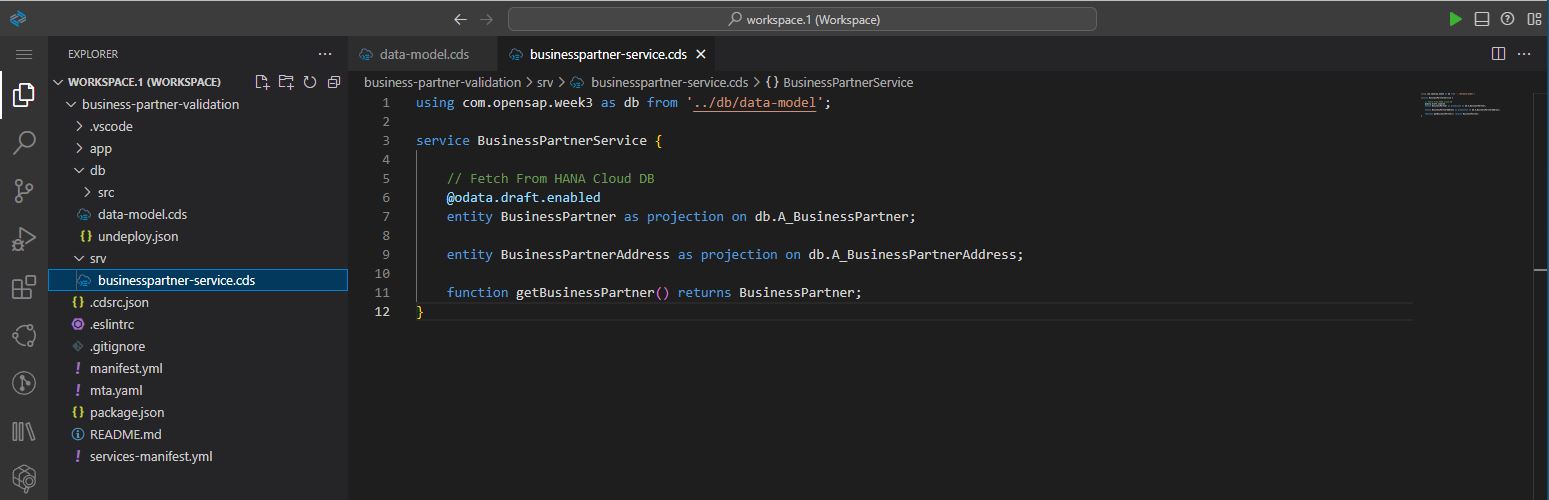 workspace.1 (Workspace)
EXPLORER
WORKSPACE.1 (WORKSPACE)
business-partner-validation
.vscode
app
db
src
data-model.cds
undeploy.json
srv
businesspartner-service.cds
.cdsrc.json
.eslintrc
.gitignore
manifest.yml
mta.yaml
package.json
README.md
services-manifest.yml
data-model.cds
businesspartner-service.cds
business-partner-validation > srv > businesspartner-service.cds > {} BusinessPartnerService
1 using com.opensap.week3 as db from '../db/data-model';
2
3 service BusinessPartnerService {
4
5 // Fetch From HANA Cloud DB
6 @odata.draft.enabled
7 entity BusinessPartner as projection on db.A_BusinessPartner;
8
9 entity BusinessPartnerAddress as projection on db.A_BusinessPartnerAddress;
10
11 function getBusinessPartner() returns BusinessPartner;
12 }